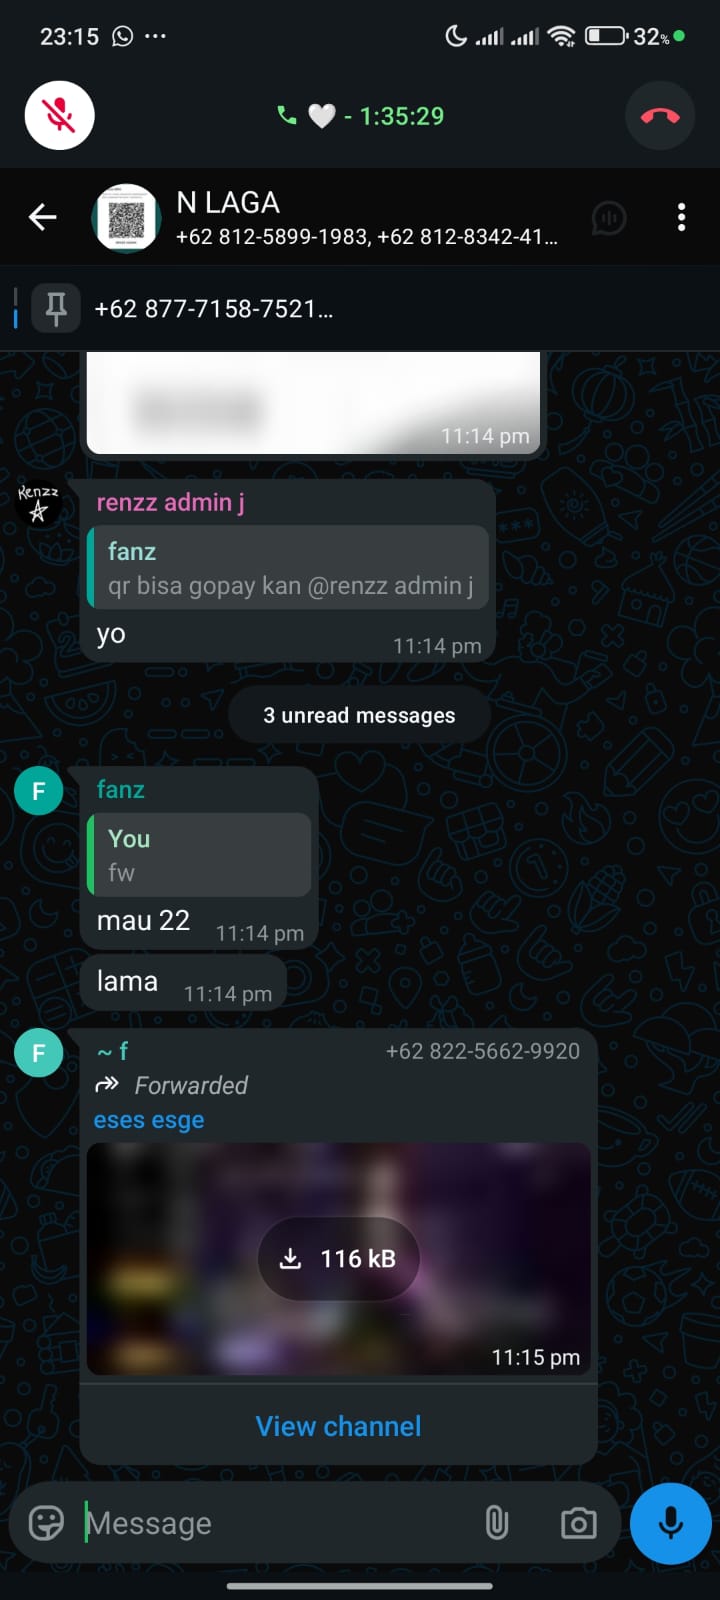 23:15
32%
🤍 - 1:35:29
N LAGA
+62 812-5899-1983, +62 812-8342-41...
+62 877-7158-7521...
11:14 pm
Renzz
renzz admin j
fanz
qr bisa gopay kan @renzz admin j
yo
11:14 pm
3 unread messages
F
fanz
You
fw
mau 22
11:14 pm
lama
11:14 pm
F
~ f
+62 822-5662-9920
Forwarded
eses esge
116 kB
11:15 pm
View channel
Message